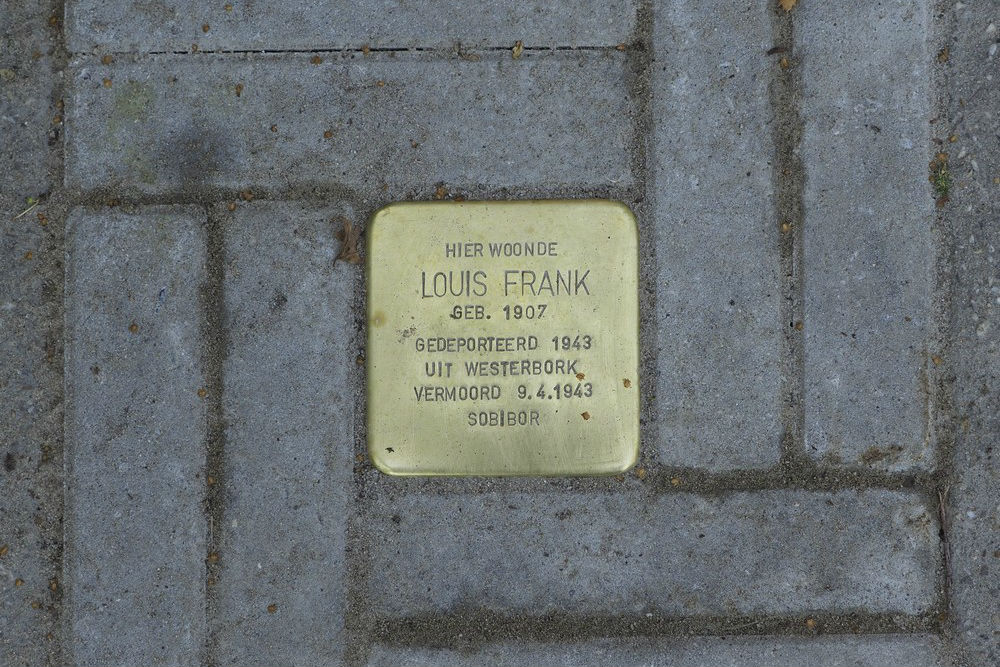 HIER WOONDE
LOUIS FRANK
GEB. 1907
GEDEPORTEERD 1943
UIT WESTERBORK
VERMOORD 9.4.1943
SOBIBOR